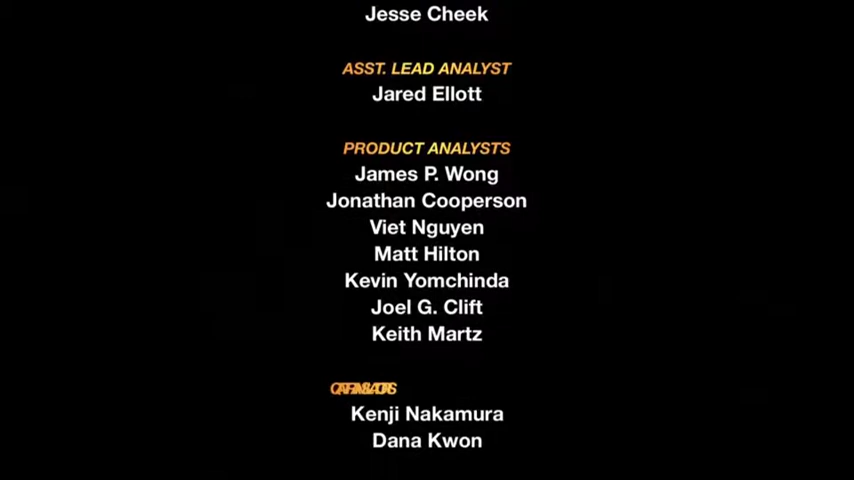 Jesse Cheek
ASST. LEAD ANALYST
Jared Ellott
PRODUCT ANALYSTS
James P. Wong
Jonathan Cooperson
Viet Nguyen
Matt Hilton
Kevin Yomchinda
Joel G. Clift
Keith Martz
Kenji Nakamura
Dana Kwon